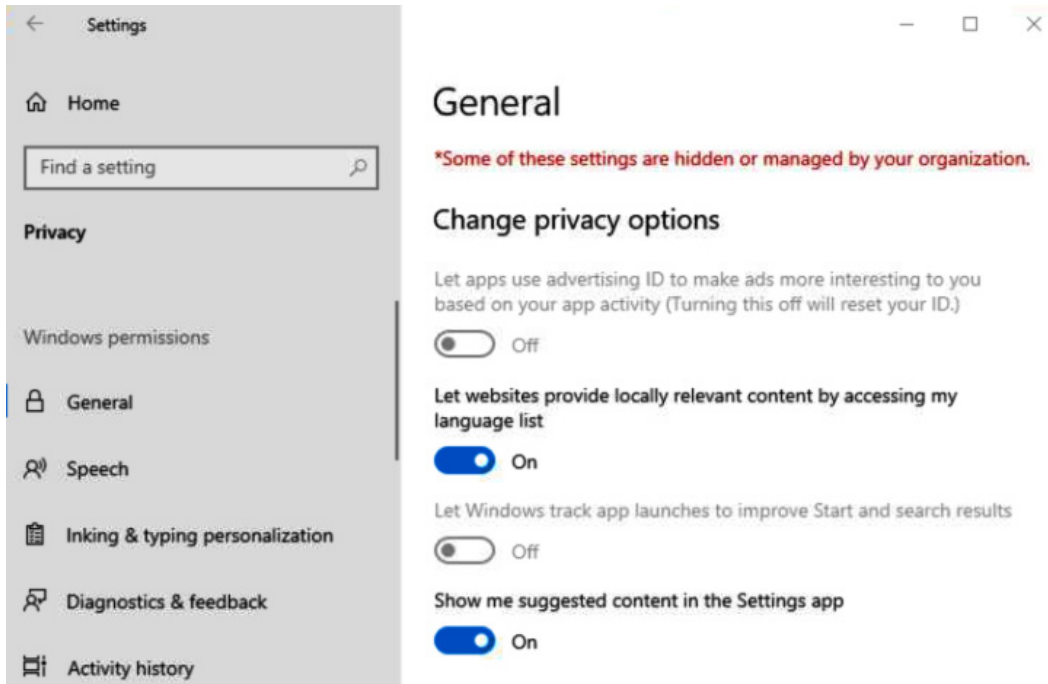 Settings
Home
Find a setting
Privacy
Windows permissions
General
Speech
Inking & typing personalization
Diagnostics & feedback
Activity history
General
*Some of these settings are hidden or managed by your organization.
Change privacy options
Let apps use advertising ID to make ads more interesting to you
based on your app activity (Turning this off will reset your ID.)
Off
Let websites provide locally relevant content by accessing my
language list
On
Let Windows track app launches to improve Start and search results
Off
Show me suggested content in the Settings app
On